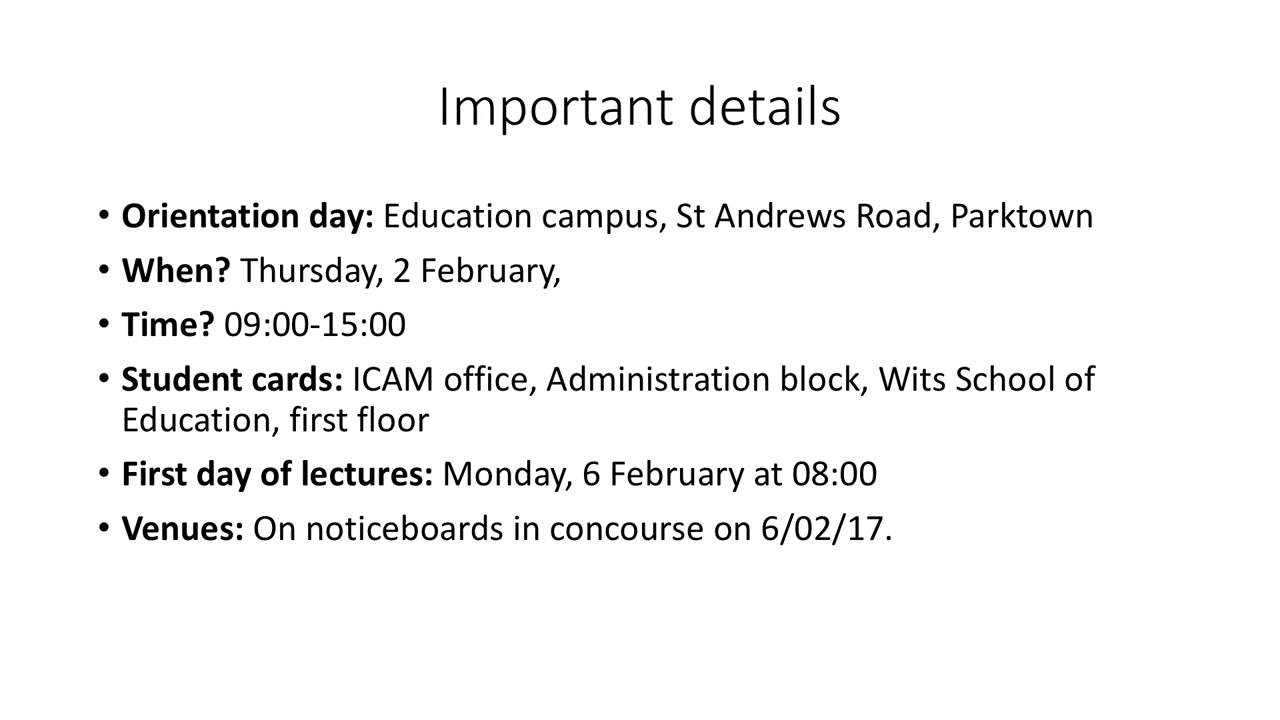 Important details
• Orientation day: Education campus, St Andrews Road, Parktown
• When? Thursday, 2 February,
• Time? 09:00-15:00
• Student cards: ICAM office, Administration block, Wits School of
Education, first floor
• First day of lectures: Monday, 6 February at 08:00
• Venues: On noticeboards in concourse on 6/02/17.